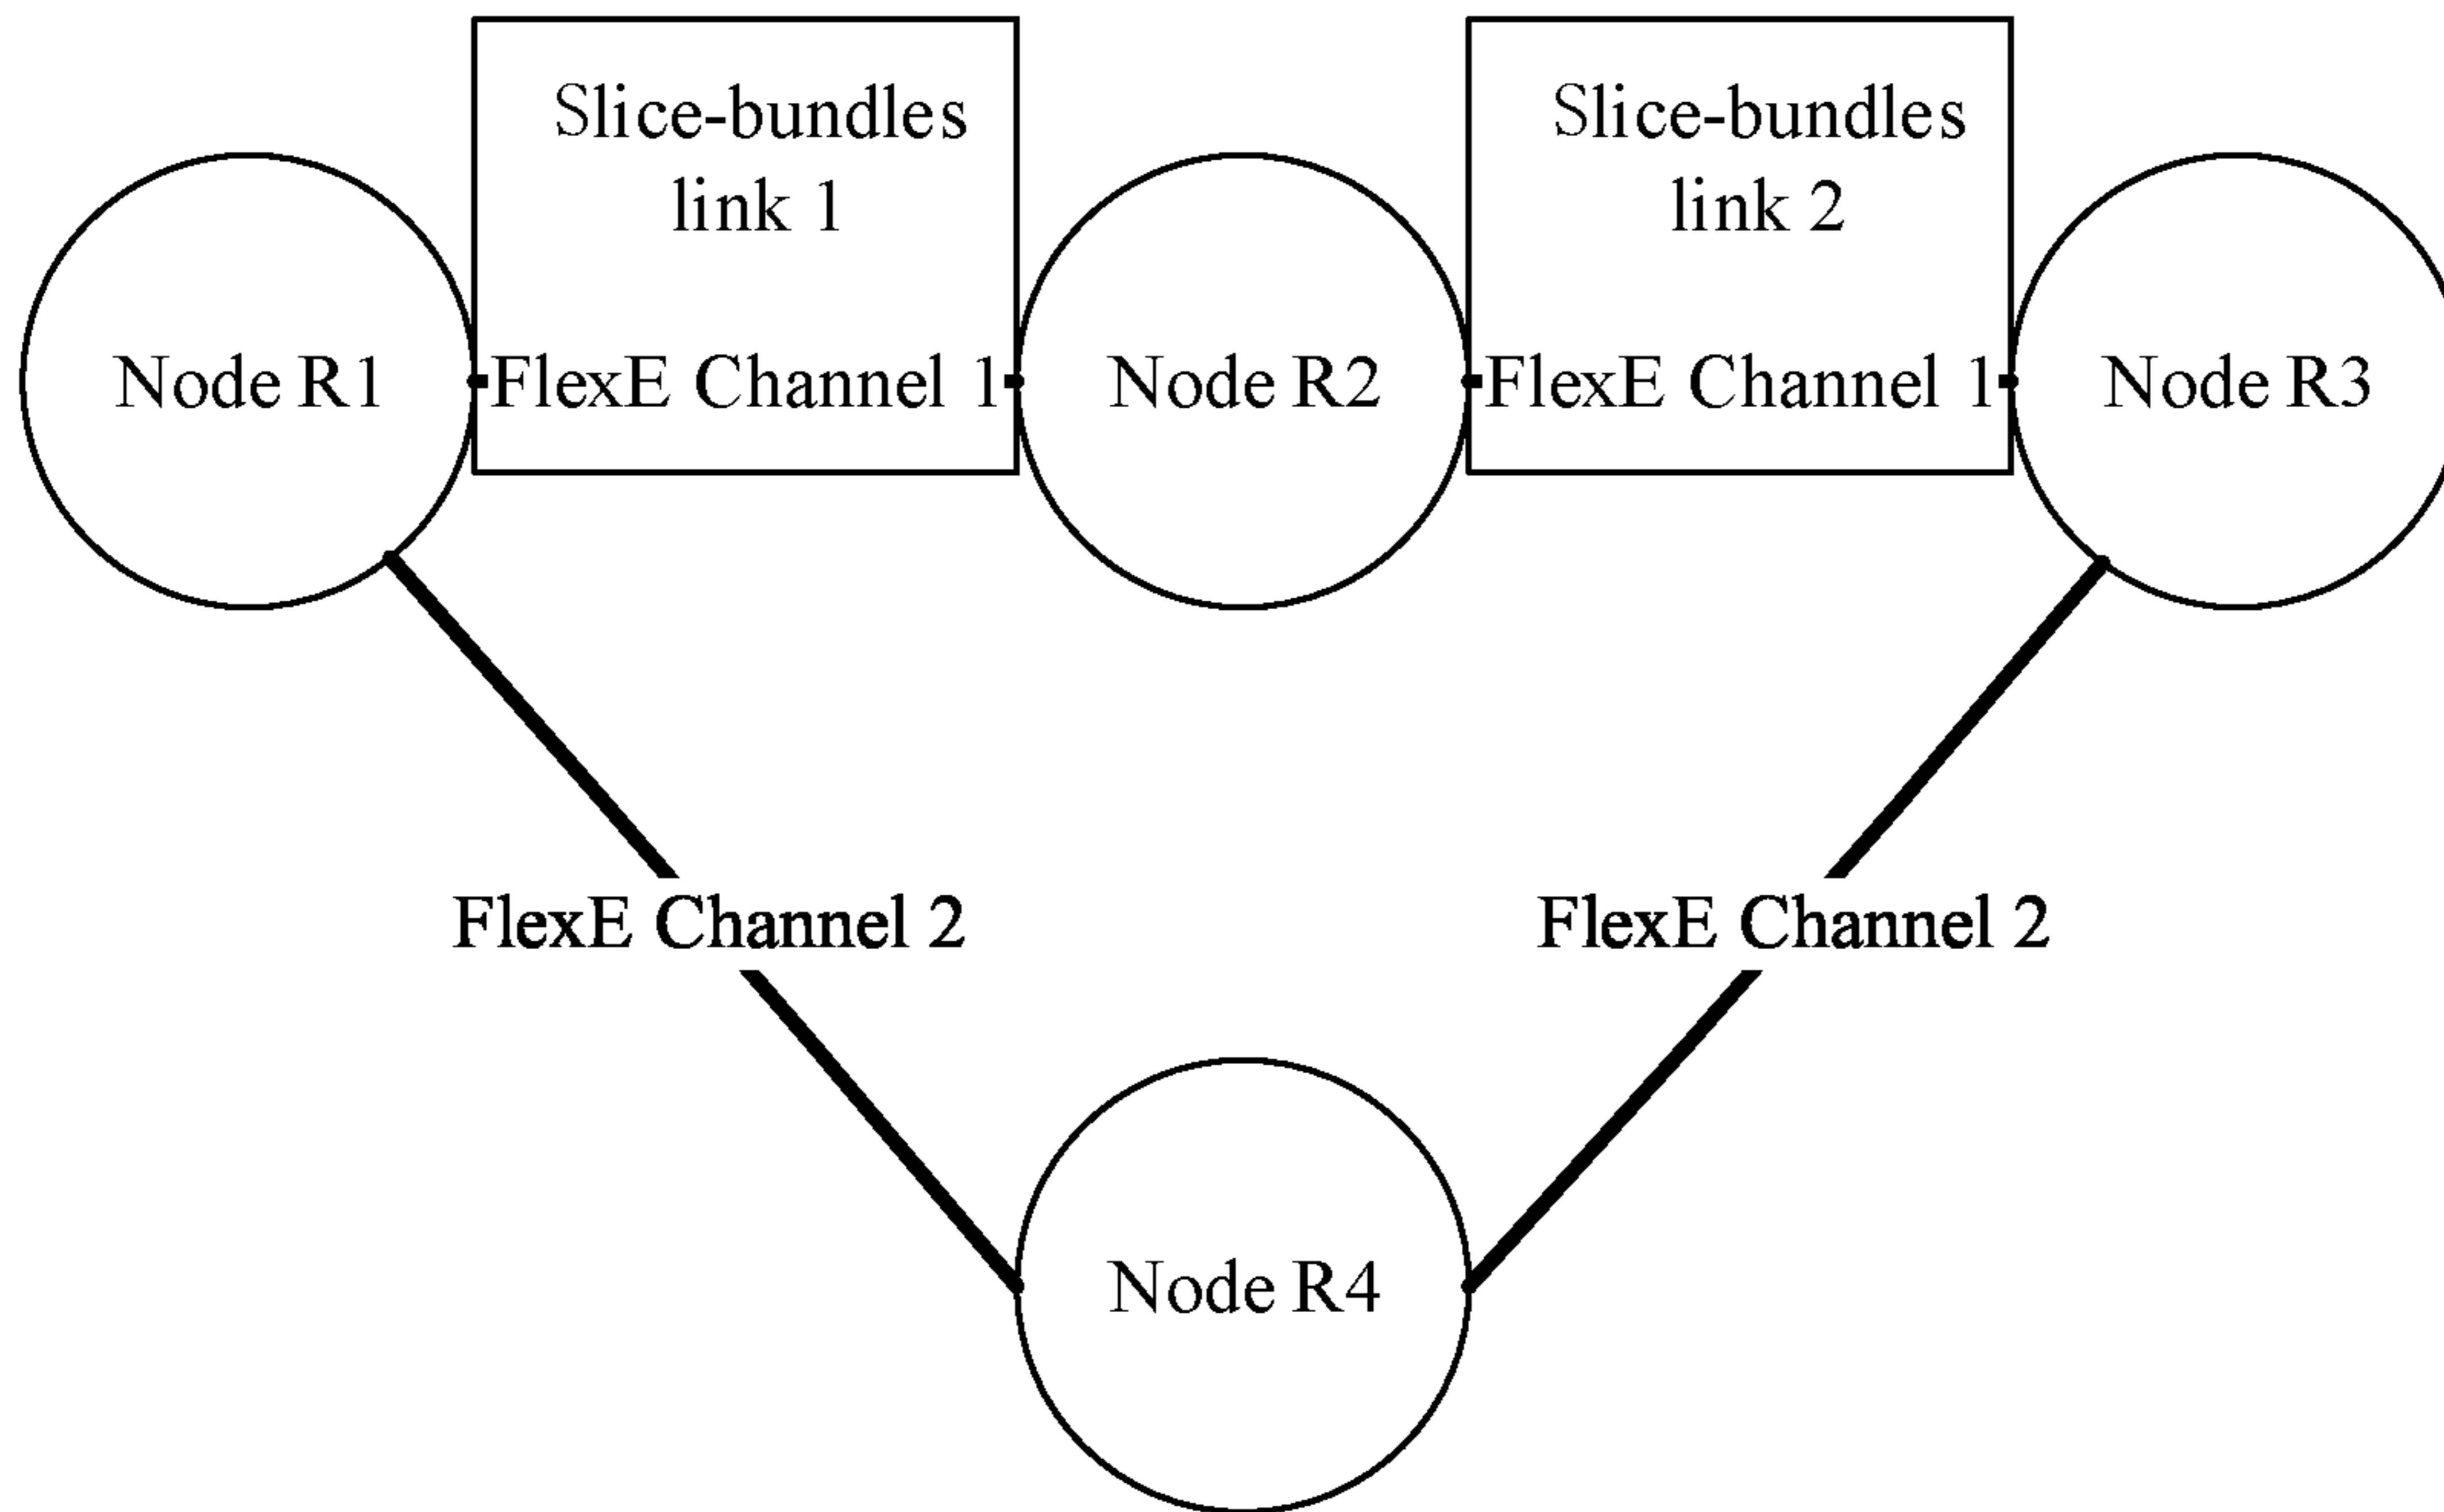 Slice-bundles
link 1
Slice-bundles
link 2
Node R1
FlexE Channel 1
Node R2
FlexE Channel 1
Node R3
FlexE Channel 2
FlexE Channel 2
Node R4